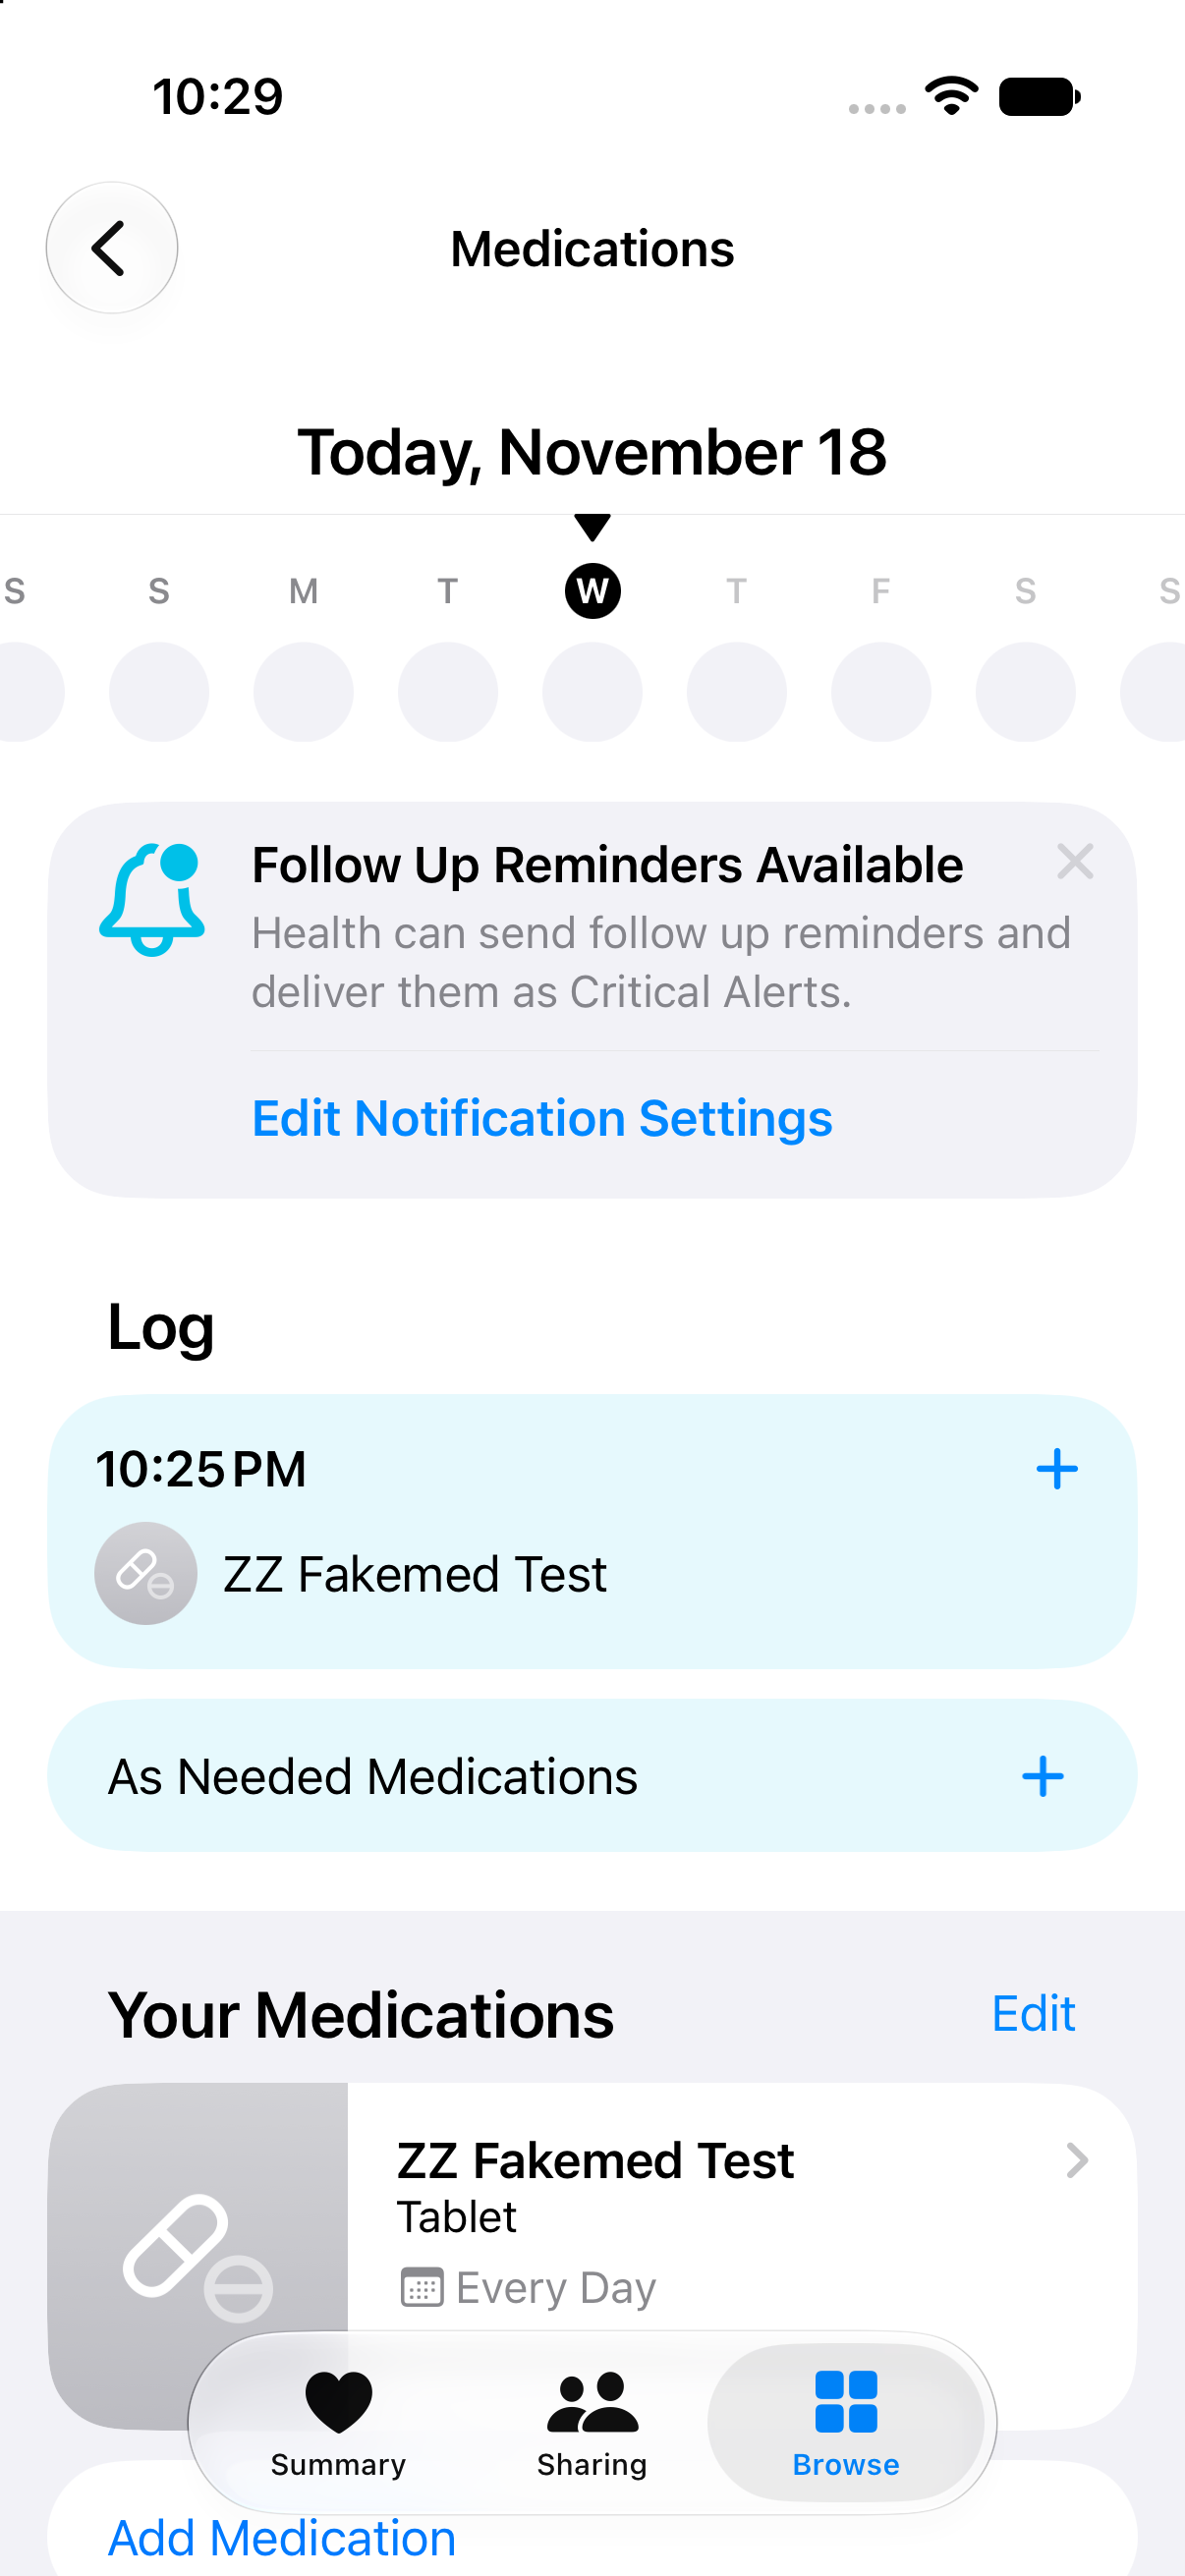 10:29
Medications
Today, November 18
S S M T W T F S S
Follow Up Reminders Available
Health can send follow up reminders and
deliver them as Critical Alerts.
Edit Notification Settings
Log
10:25 PM
ZZ Fakemed Test
As Needed Medications
Your Medications
Edit
ZZ Fakemed Test
Tablet
Every Day
Summary
Sharing
Browse
Add Medication